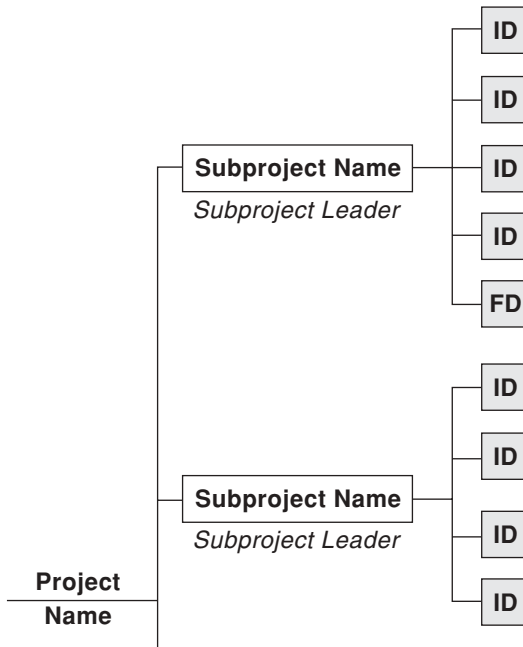 ID
ID
Subproject Name
ID
Subproject Leader
ID
FD
ID
ID
Subproject Name
Subproject Leader
ID
Project
Name
ID